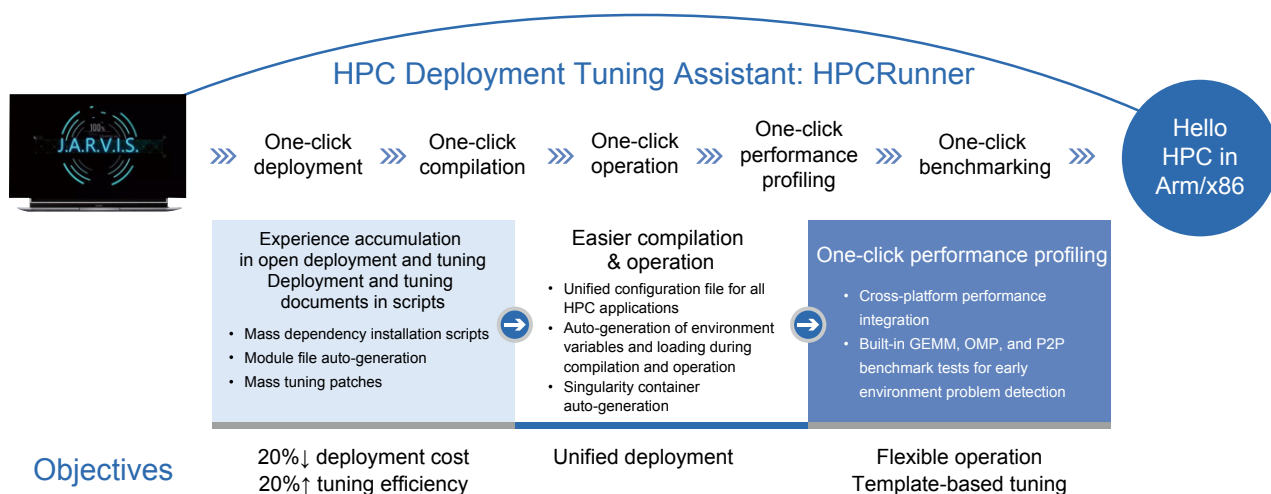 HPC Deployment Tuning Assistant: HPCRunner
100%
J.A.R.V.I.S.
One-click
deployment
One-click
compilation
One-click
operation
One-click
performance
profiling
One-click
benchmarking
Hello
HPC in
Arm/x86
Experience accumulation
in open deployment and tuning
Deployment and tuning
documents in scripts
• Mass dependency installation scripts
• Module file auto-generation
• Mass tuning patches
Easier compilation
& operation
• Unified configuration file for all
HPC applications
• Auto-generation of environment
variables and loading during
compilation and operation
• Singularity container
auto-generation
One-click performance profiling
• Cross-platform performance
integration
• Built-in GEMM, OMP, and P2P
benchmark tests for early
environment problem detection
Objectives
20%↓ deployment cost
20%↑ tuning efficiency
Unified deployment
Flexible operation
Template-based tuning